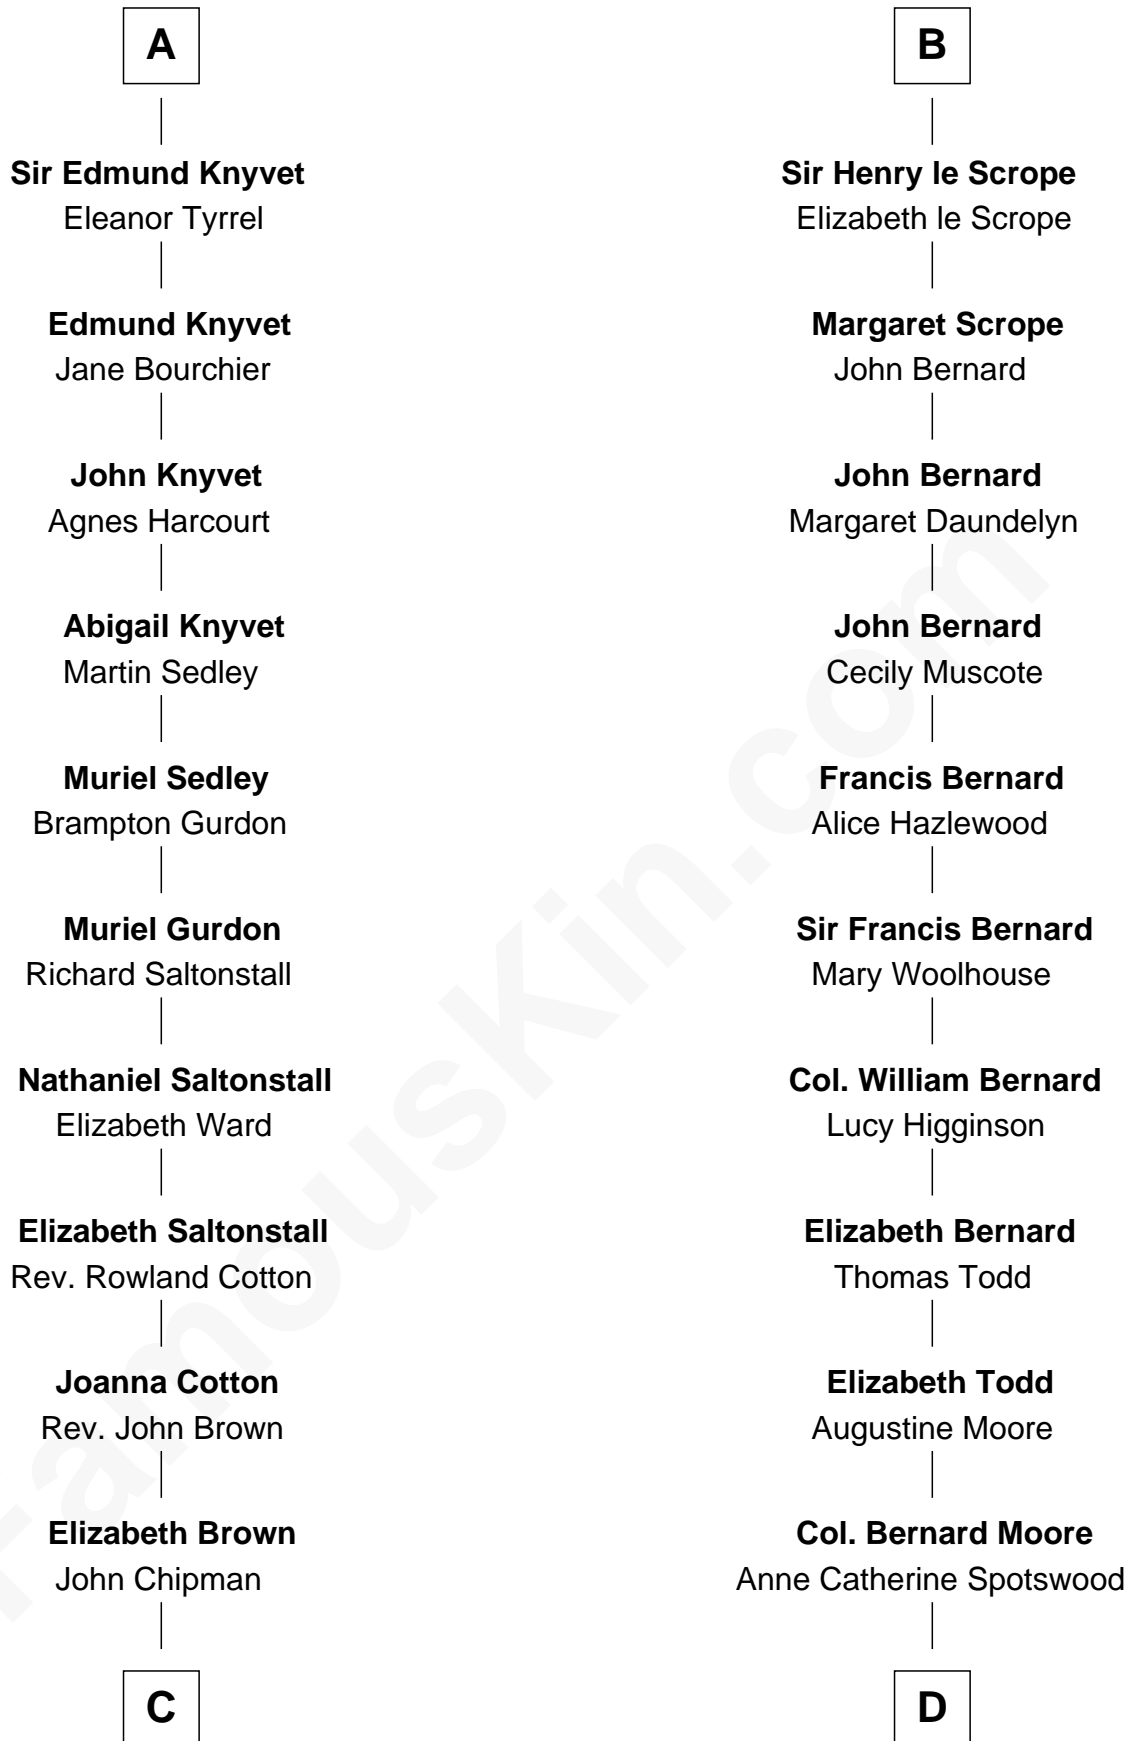 A
Sir Edmund Knyvet
Eleanor Tyrrel
Edmund Knyvet
Jane Bourchier
John Knyvet
Agnes Harcourt
Abigail Knyvet
Martin Sedley
Muriel Sedley
Brampton Gurdon
Muriel Gurdon
Richard Saltonstall
Nathaniel Saltonstall
Elizabeth Ward
Elizabeth Saltonstall
Rev. Rowland Cotton
Joanna Cotton
Rev. John Brown
Elizabeth Brown
John Chipman
C
B
Sir Henry le Scrope
Elizabeth le Scrope
Margaret Scrope
John Bernard
John Bernard
Margaret Daundelyn
John Bernard
Cecily Muscote
Francis Bernard
Alice Hazlewood
Sir Francis Bernard
Mary Woolhouse
Col. William Bernard
Lucy Higginson
Elizabeth Bernard
Thomas Todd
Elizabeth Todd
Augustine Moore
Col. Bernard Moore
Anne Catherine Spotswood
D
FamousKin.com